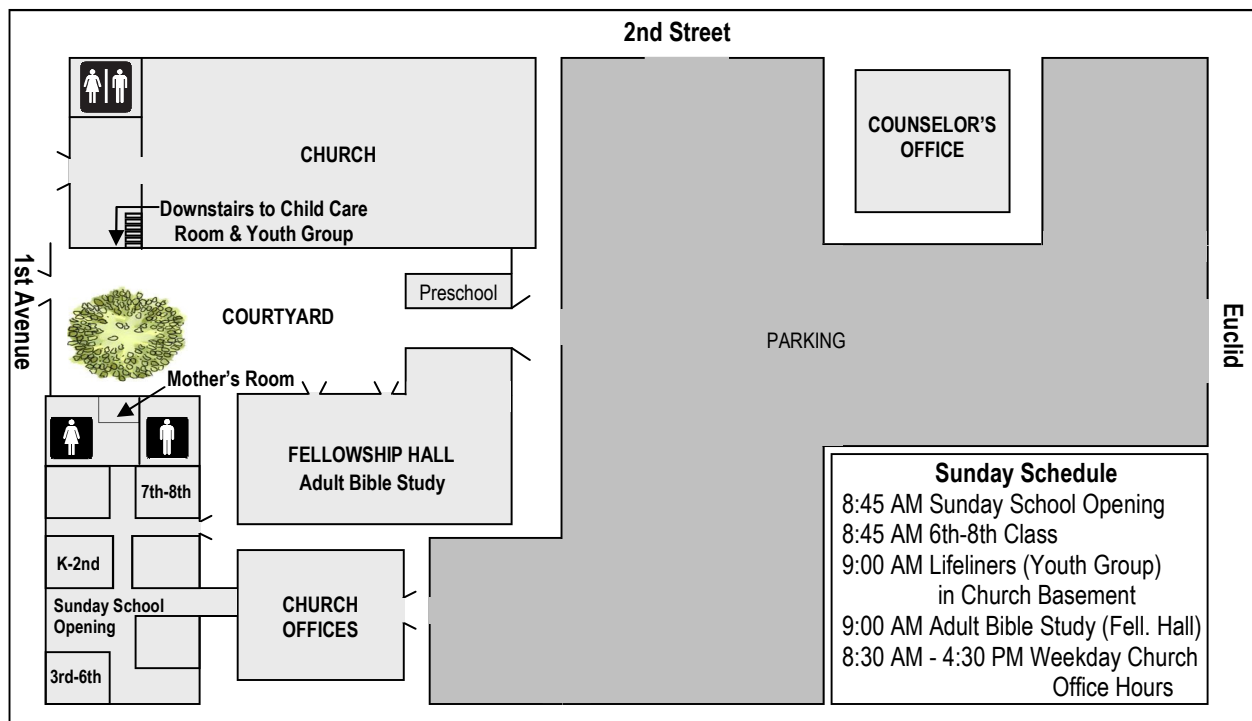 2nd Street
CHURCH
COUNSELOR'S
OFFICE
Downstairs to Child Care
Room & Youth Group
1st Avenue
Preschool
COURTYARD
PARKING
Euclid
Mother's Room
FELLOWSHIP HALL
Adult Bible Study
7th-8th
K-2nd
Sunday School
Opening
CHURCH
OFFICES
3rd-6th
Sunday Schedule
8:45 AM Sunday School Opening
8:45 AM 6th-8th Class
9:00 AM Lifeliners (Youth Group)
in Church Basement
9:00 AM Adult Bible Study (Fell. Hall)
8:30 AM - 4:30 PM Weekday Church
Office Hours